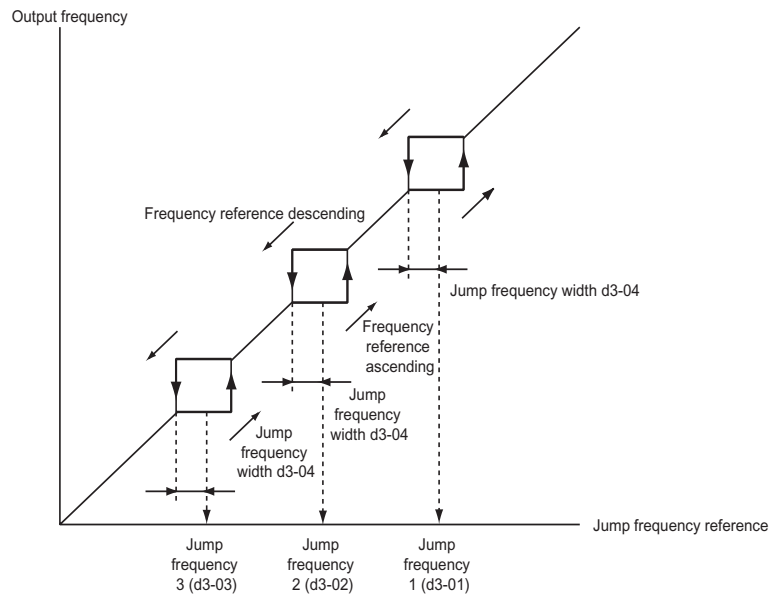 Output frequency
Frequency reference descending
Jump frequency width d3-04
Frequency
reference
ascending
Jump
frequency
width d3-04
Jump
frequency
width d3-04
Jump frequency reference
Jump
frequency
3 (d3-03)
Jump
frequency
2 (d3-02)
Jump
frequency
1 (d3-01)